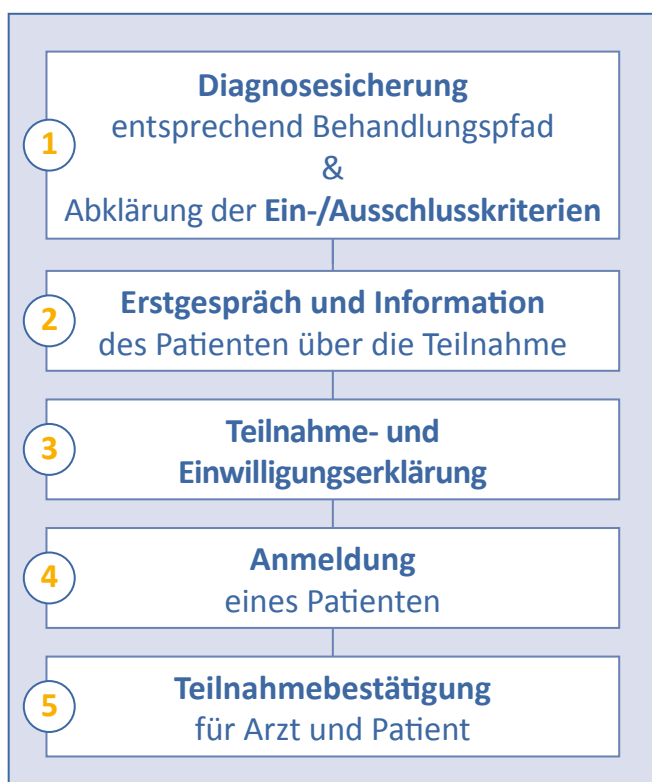 1
Diagnosesicherung
entsprechend Behandlungspfad
&
Abklärung der Ein-/Ausschlusskriterien
2
Erstgespräch und Information
des Patienten über die Teilnahme
3
Teilnahme- und
Einwilligungserklärung
4
Anmeldung
eines Patienten
5
Teilnahmebestätigung
für Arzt und Patient